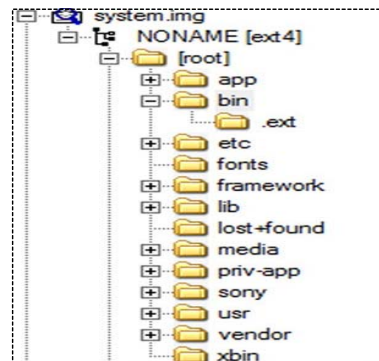 system.img
NONAME [ext4]
[root]
app
bin
.ext
etc
fonts
framework
lib
lost+found
media
priv-app
sony
usr
vendor
xbin